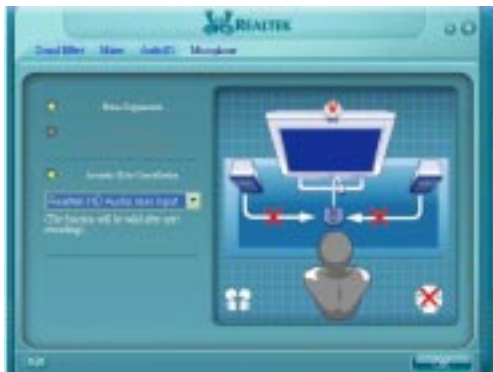 REALTEK
Sound Effect Mixer Audio I/O Microphone
Noise Suppression
Acoustic Echo Cancellation
Realtek HD Audio rear input
(The function will be valid after next
recording)